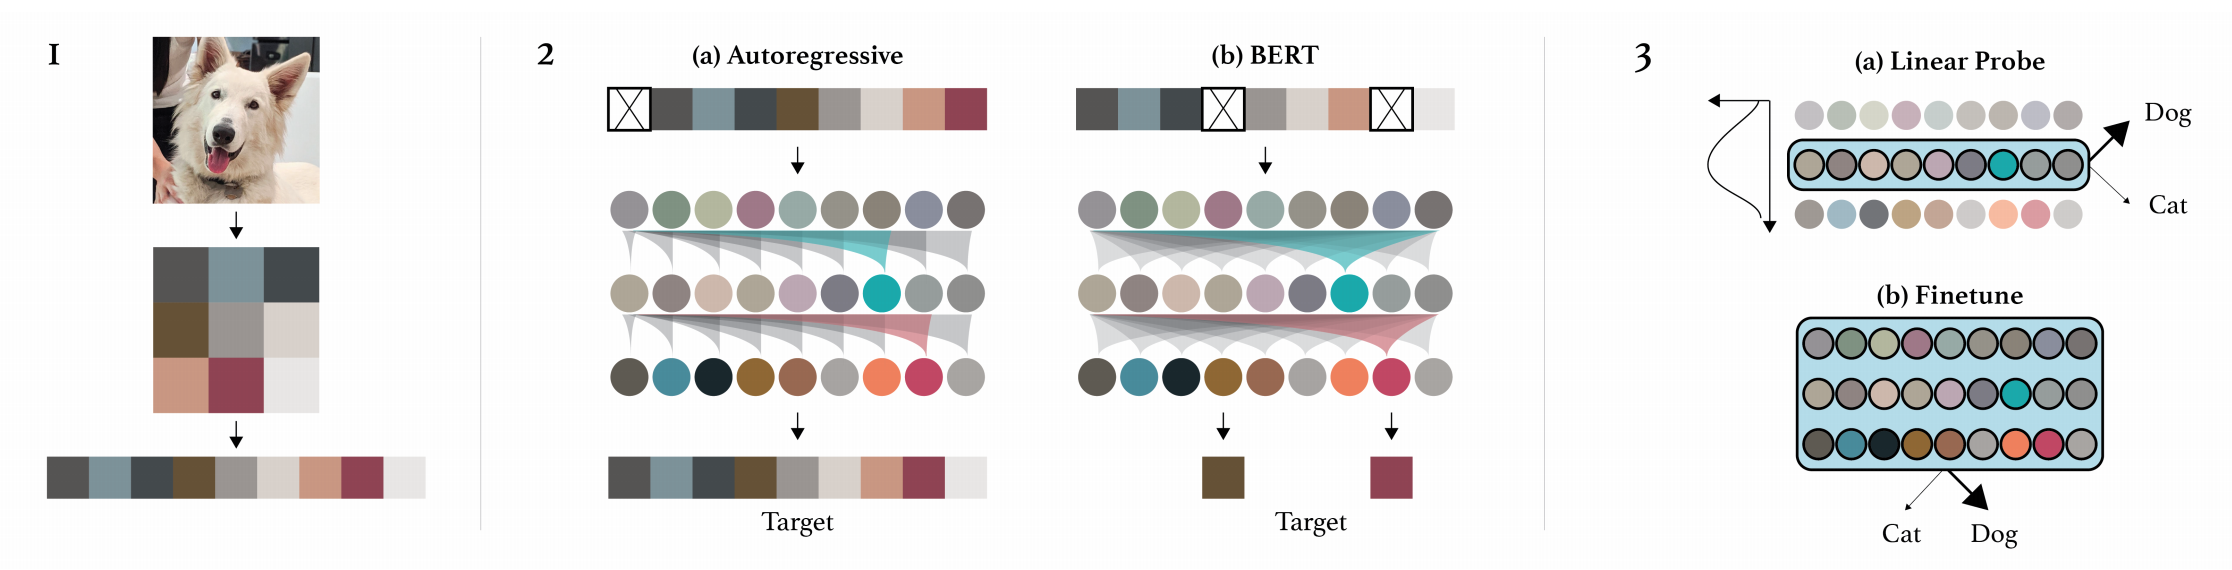 1
2
(a) Autoregressive
Target
(b) BERT
Target
3
(a) Linear Probe
Dog
Cat
(b) Finetune
Cat Dog